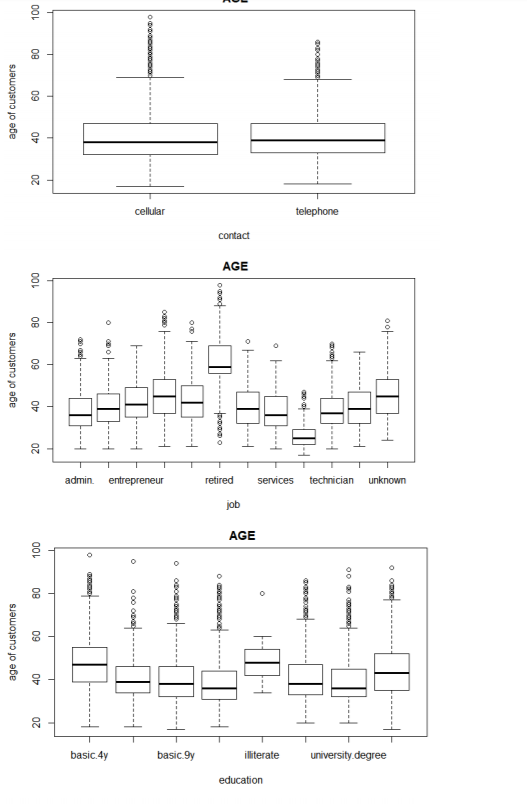 AGE
100
80
60
40
20
age of customers
cellular telephone
contact
AGE
100
80
60
40
20
age of customers
admin. entrepreneur retired services technician unknown
job
AGE
100
80
60
40
20
age of customers
basic.4y basic.9y illiterate university.degree
education